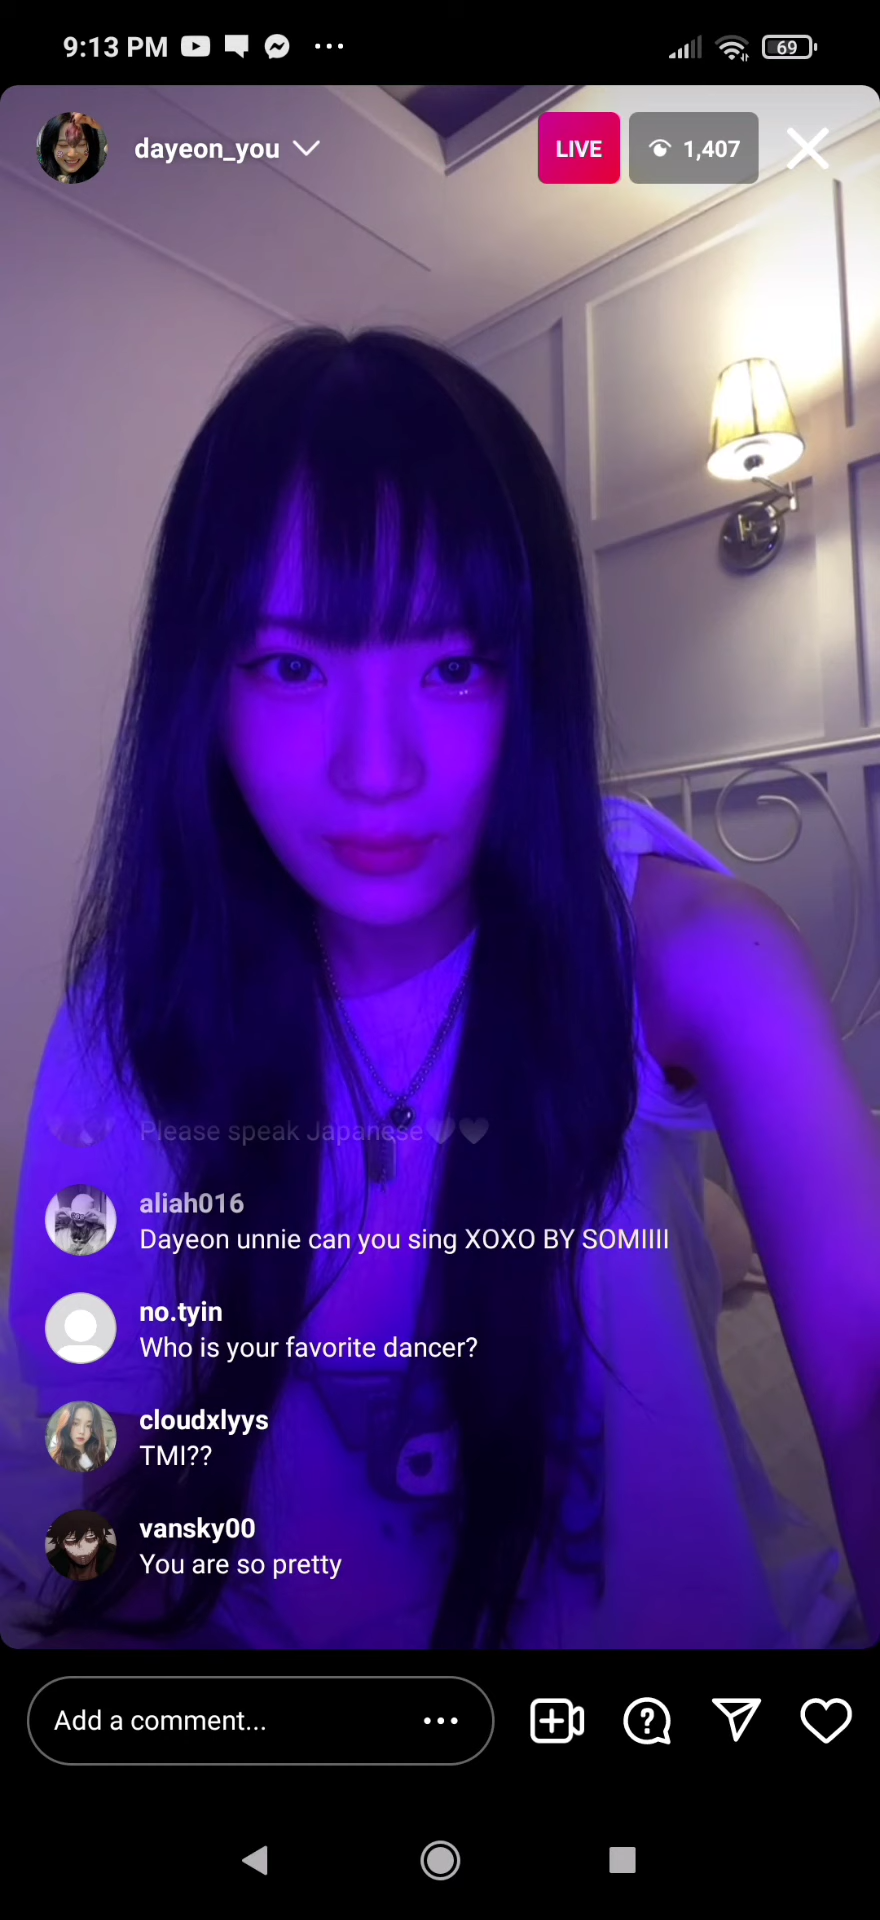 9:13 PM
69
dayeon_you
LIVE
1,407
Please speak Japanese🤍🤍
aliah016
Dayeon unnie can you sing XOXO BY SOMIIII
no.tyin
Who is your favorite dancer?
cloudxlyys
TMI??
vansky00
You are so pretty
Add a comment...